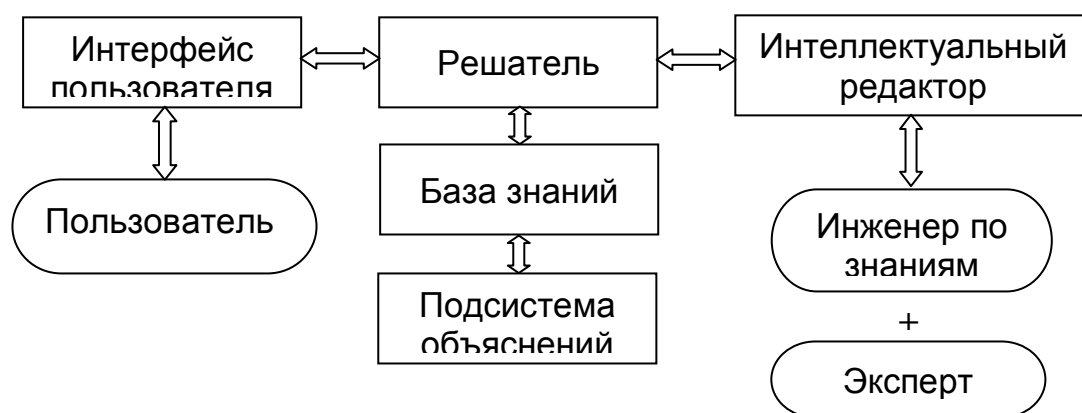 Интерфейс
пользователя
Решатель
Интеллектуальный
редактор
База знаний
Пользователь
Инженер по
знаниям
Подсистема
объяснений
+
Эксперт